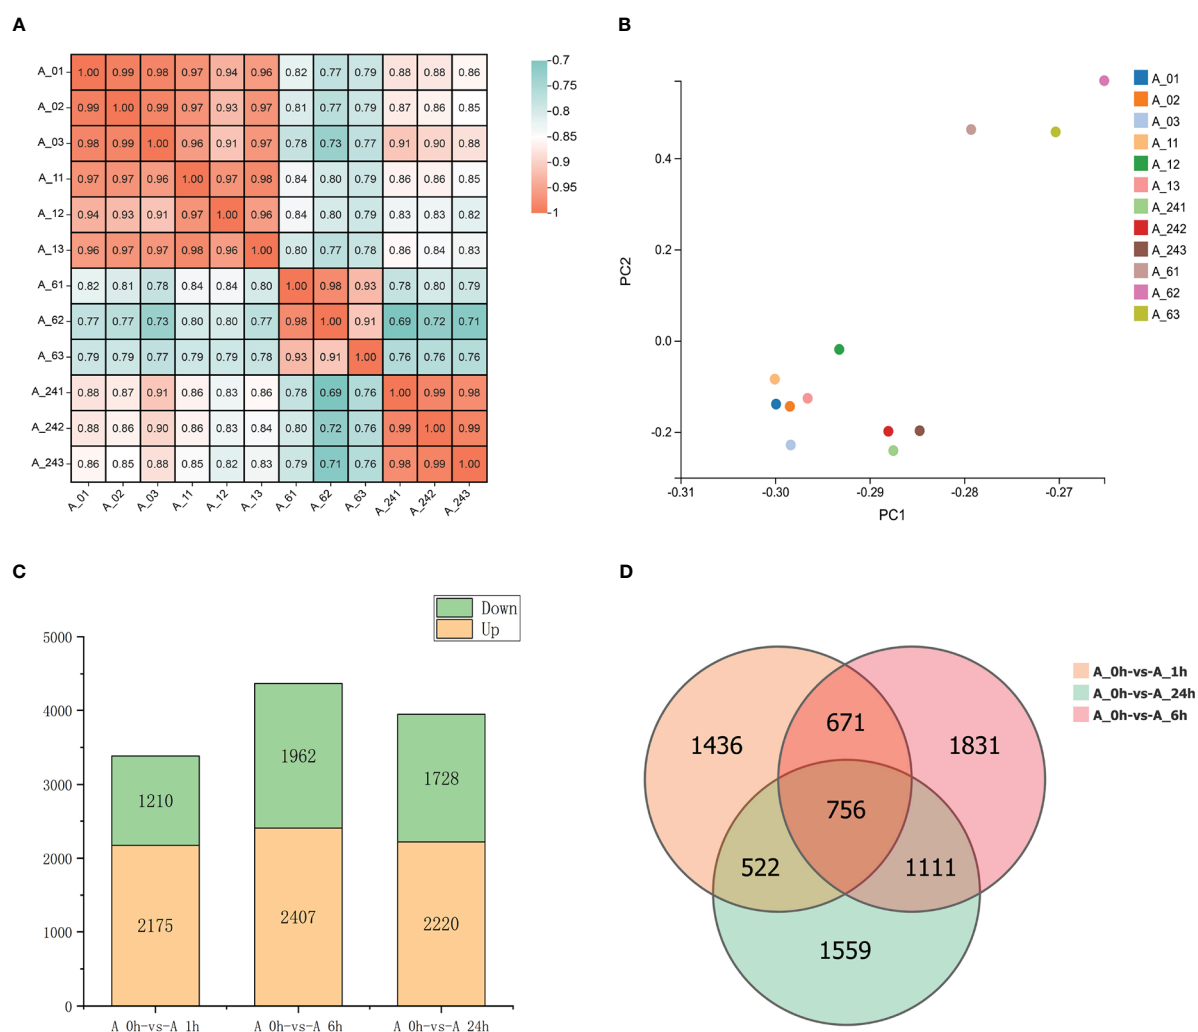 A
A_01 1.00 0.99 0.98 0.97 0.94 0.96 0.82 0.77 0.79 0.88 0.88 0.86
A_02 0.99 1.00 0.99 0.97 0.93 0.97 0.81 0.77 0.79 0.87 0.86 0.85
A_03 0.98 0.99 1.00 0.96 0.91 0.97 0.78 0.73 0.77 0.91 0.90 0.88
A_11 0.97 0.97 0.96 1.00 0.97 0.98 0.84 0.80 0.79 0.86 0.86 0.85
A_12 0.94 0.93 0.91 0.97 1.00 0.96 0.84 0.80 0.79 0.83 0.83 0.82
A_13 0.96 0.97 0.97 0.98 0.96 1.00 0.80 0.77 0.78 0.86 0.84 0.83
A_61 0.82 0.81 0.78 0.84 0.84 0.80 1.00 0.98 0.93 0.78 0.80 0.79
A_62 0.77 0.77 0.73 0.80 0.80 0.77 0.98 1.00 0.91 0.69 0.72 0.71
A_63 0.79 0.79 0.77 0.79 0.79 0.78 0.93 0.91 1.00 0.76 0.76 0.76
A_241 0.88 0.87 0.91 0.86 0.83 0.86 0.78 0.69 0.76 1.00 0.99 0.98
A_242 0.88 0.86 0.90 0.86 0.83 0.84 0.80 0.72 0.76 0.99 1.00 0.99
A_243 0.86 0.85 0.88 0.85 0.82 0.83 0.79 0.71 0.76 0.98 0.99 1.00
A_01 A_02 A_03 A_11 A_12 A_13 A_61 A_62 A_63 A_241 A_242 A_243
0.7
0.75
0.8
0.85
0.9
0.95
1
B
PC2
0.4
0.2
0.0
-0.2
-0.31 -0.30 -0.29 -0.28 -0.27
PC1
A_01
A_02
A_03
A_11
A_12
A_13
A_241
A_242
A_243
A_61
A_62
A_63
C
Down
Up
5000
4000
3000
2000
1000
0
1210 1962 1728
2175 2407 2220
A 0h-vs-A 1h A 0h-vs-A 6h A 0h-vs-A 24h
D
1436 671 1831
756
522 1111
1559
A_0h-vs-A_1h
A_0h-vs-A_24h
A_0h-vs-A_6h